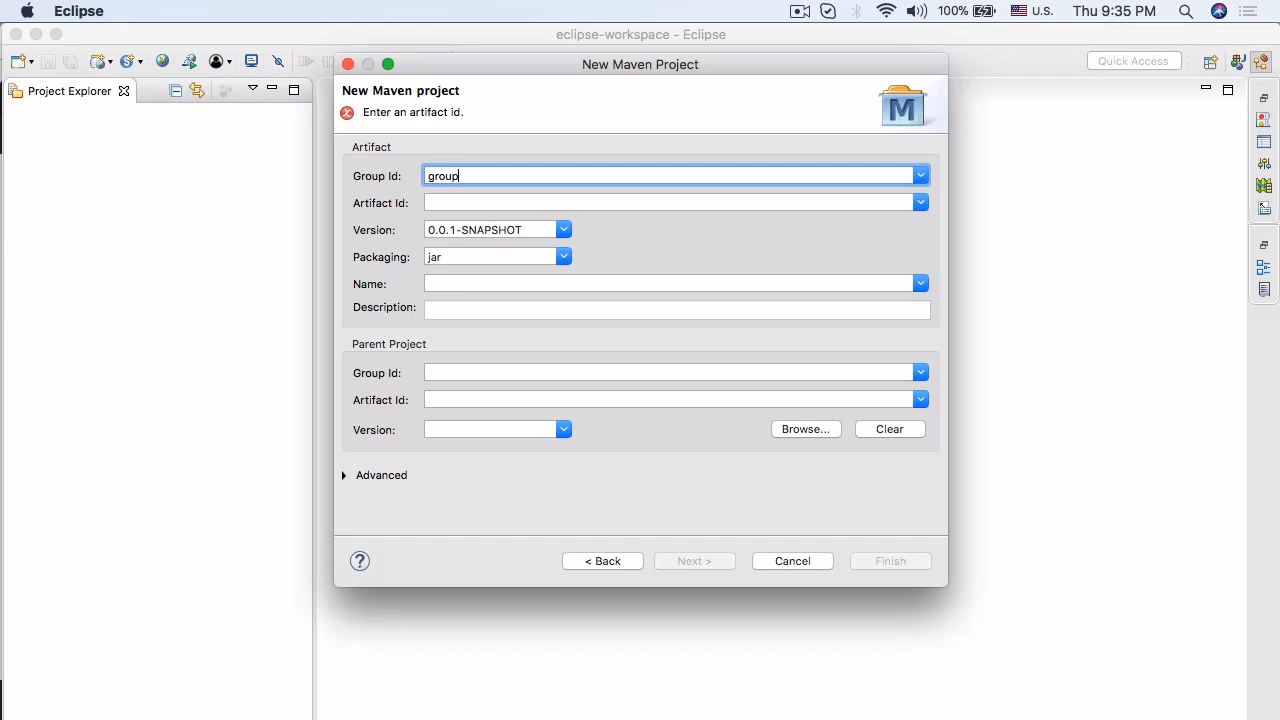 Eclipse
100%
U.S.
Thu 9:35 PM
eclipse-workspace - Eclipse
Quick Access
Project Explorer
New Maven Project
New Maven project
Enter an artifact id.
M
Artifact
Group Id: group
Artifact Id:
Version: 0.0.1-SNAPSHOT
Packaging: jar
Name:
Description:
Parent Project
Group Id:
Artifact Id:
Version:
Browse...
Clear
Advanced
?
< Back
Next >
Cancel
Finish